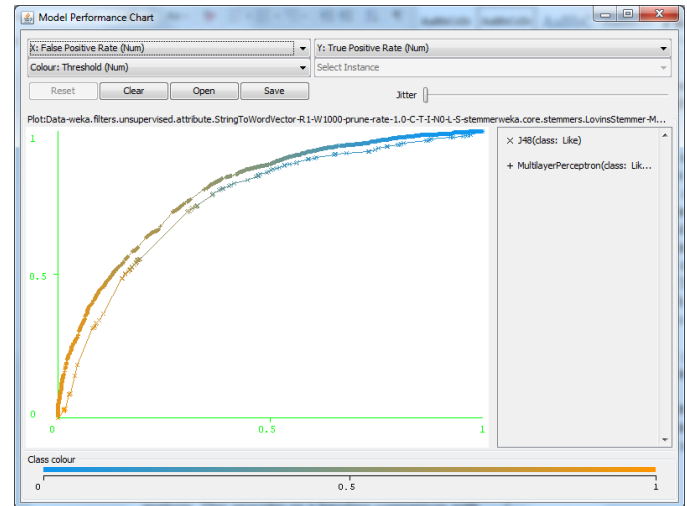 Model Performance Chart
X: False Positive Rate (Num)
Y: True Positive Rate (Num)
Colour: Threshold (Num)
Select Instance
Reset
Clear
Open
Save
Jitter
Plot:Data-weka.filters.unsupervised.attribute.StringToWordVector-R1-W1000-prune-rate-1.0-C-T-I-N0-L-S-stemmerweka.core.stemmers.LovinsStemmer-M...
1
0.5
0
0
0.5
1
× J48(class: Like)
+ MultilayerPerceptron(class: Lik...
Class colour
0
0.5
1